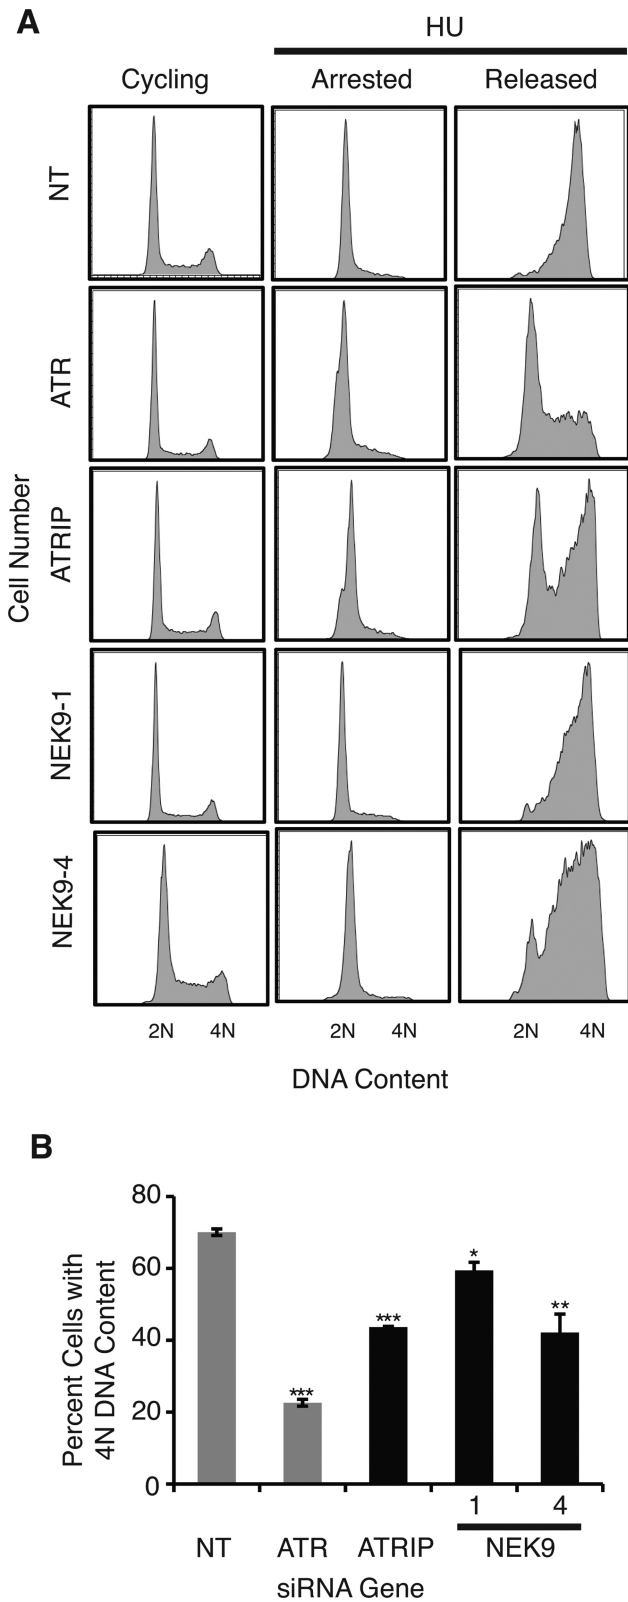 A
HU
Cycling Arrested Released
NT
ATR
ATRIP
NEK9-1
NEK9-4
Cell Number
2N 4N 2N 4N 2N 4N
DNA Content
B
80
60
40
20
0
Percent Cells with
4N DNA Content
***
***
*
**
1 4
NT ATR ATRIP NEK9
siRNA Gene